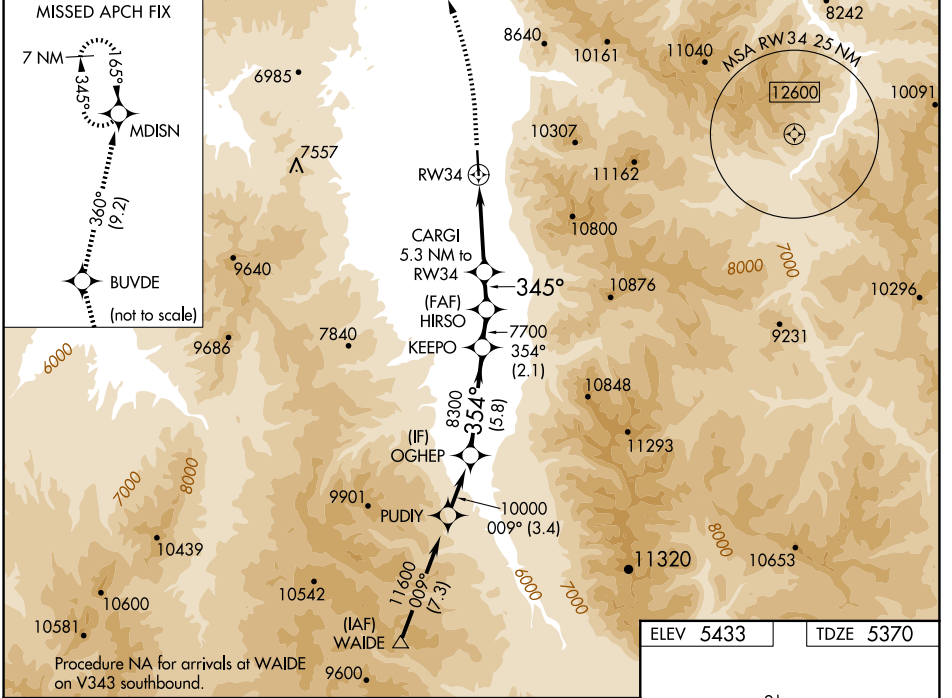 MISSED APCH FIX
7 NM
165°
345°
MDISN
360°
(9.2)
BUVDE
(not to scale)
6985
7557
8640
10161
11040
8242
MSA RW34 25 NM
12600
10091
10307
11162
RW34
10800
CARGI
5.3 NM to
RW34
345°
(FAF)
HIRSO
KEEPO
7700
354°
(2.1)
9640
9686
7840
6000
10876
8000
7000
10296
9231
10848
11293
8300
354°
(5.8)
(IF)
OGHEP
7000
8000
9901
PUDIY
10000
009° (3.4)
10439
10542
11600
009°
(7.3)
10600
10581
(IAF)
WAIDE
6000
7000
11320
8000
10653
Procedure NA for arrivals at WAIDE
on V343 southbound.
9600
ELEV 5433
TDZE 5370